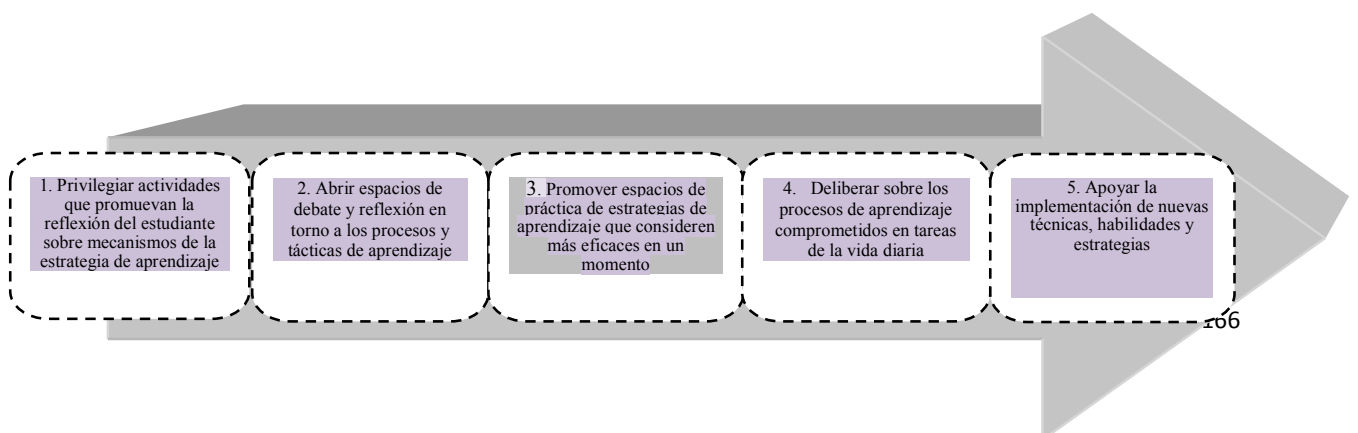 1. Privilegiar actividades
que promuevan la
reflexión del estudiante
sobre mecanismos de la
estrategia de aprendizaje
2. Abrir espacios de
debate y reflexión en
torno a los procesos y
tácticas de aprendizaje
3. Promover espacios de
práctica de estrategias de
aprendizaje que consideren
más eficaces en un
momento
4. Deliberar sobre los
procesos de aprendizaje
comprometidos en tareas
de la vida diaria
5. Apoyar la
implementación de nuevas
técnicas, habilidades y
estrategias
166